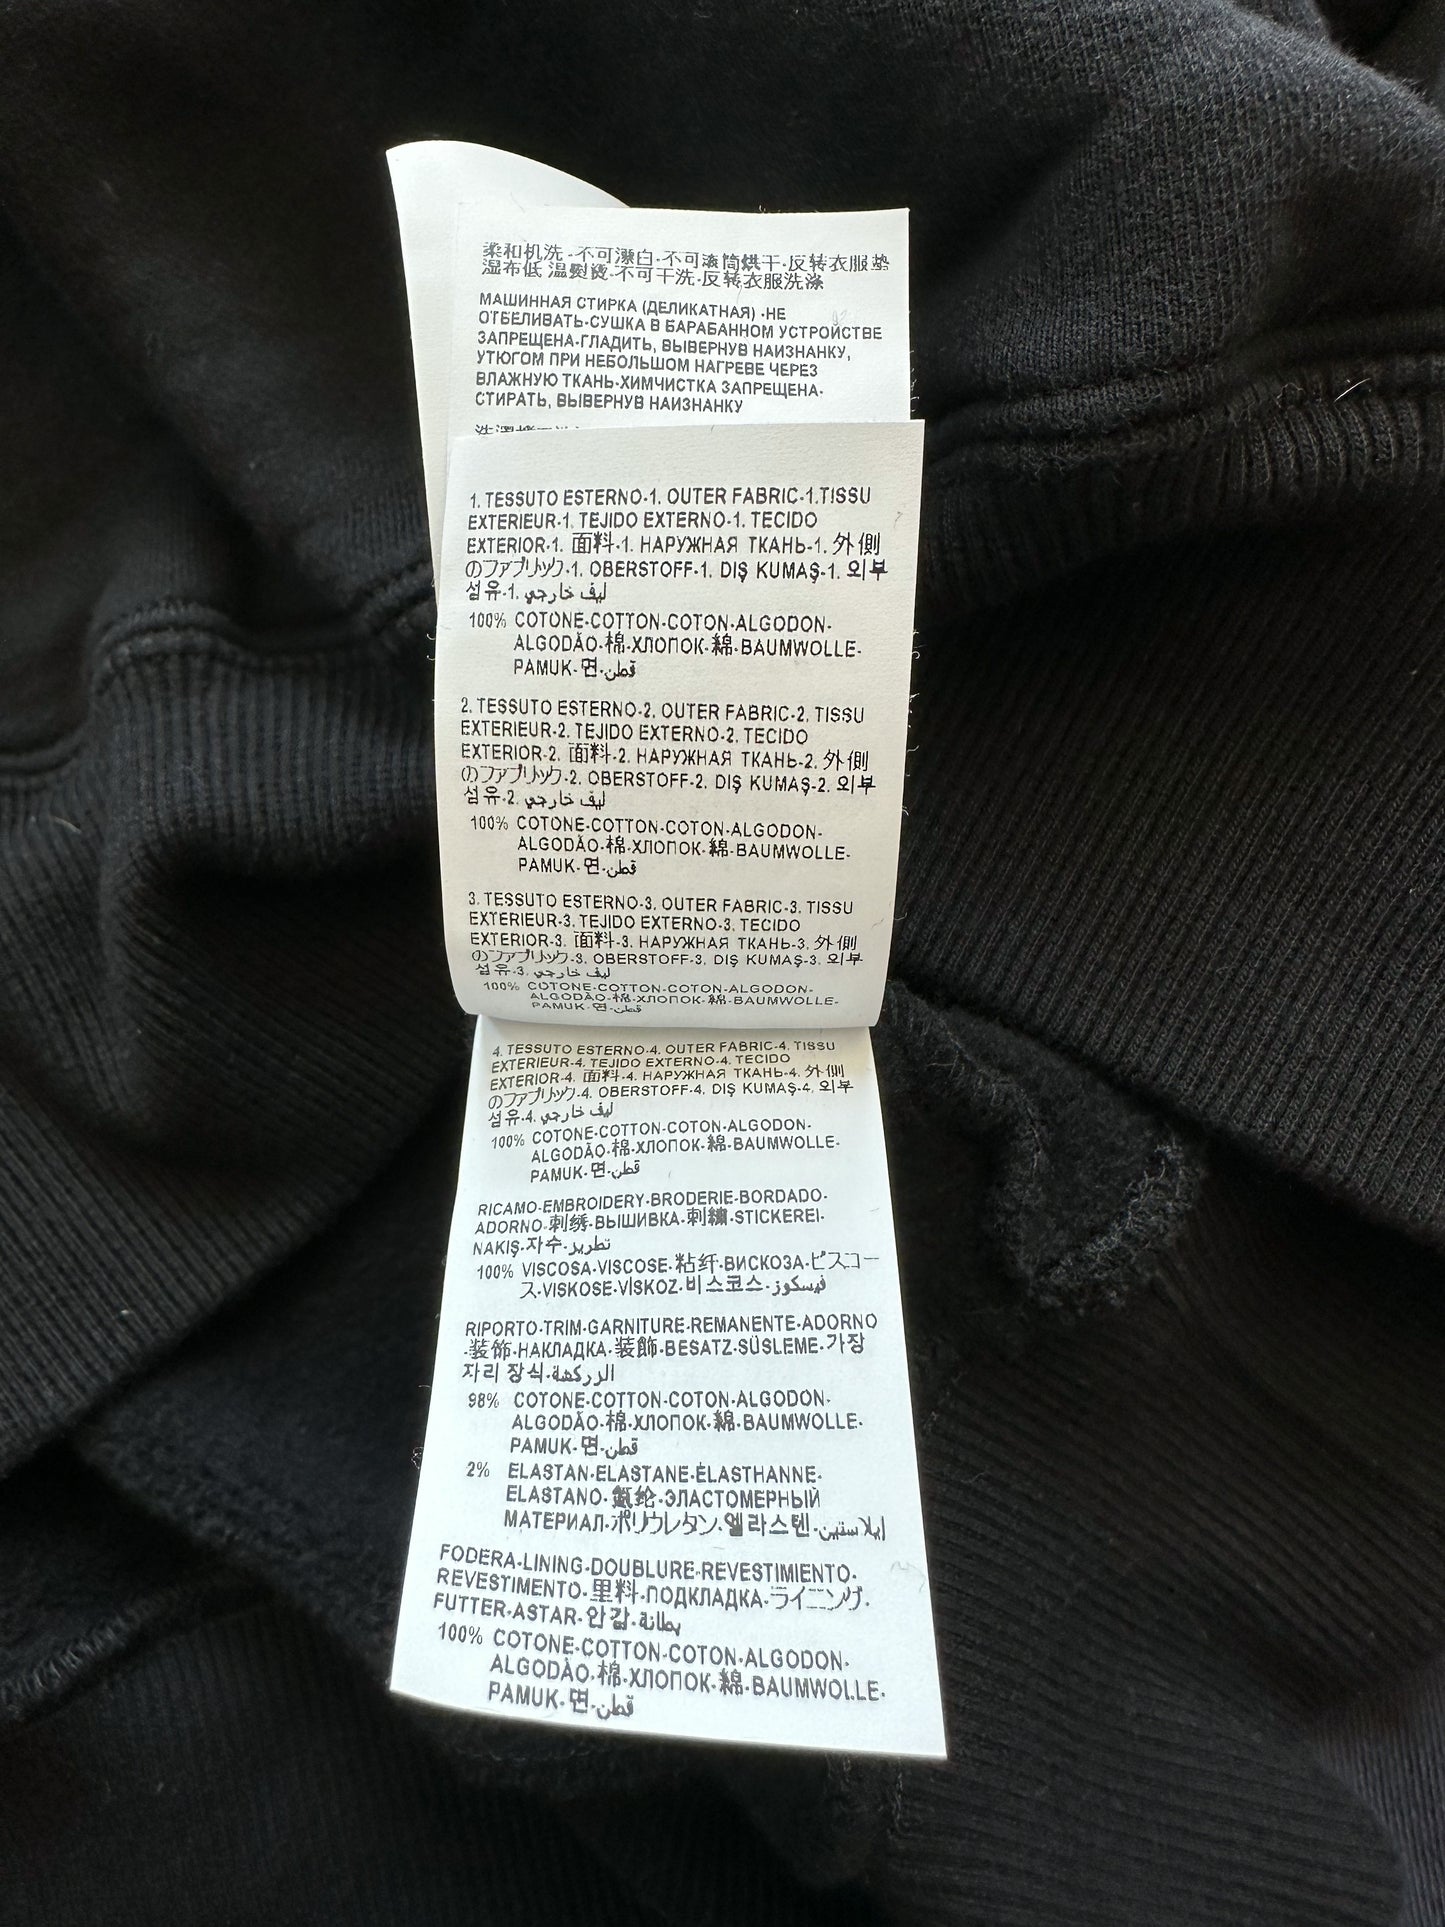 柔和机洗-不可漂白-不可滚筒烘干-反转衣服垫
湿布低温熨烫-不可干洗-反转衣服洗涤
МАШИННАЯ СТИРКА (ДЕЛИКАТНАЯ) -НЕ
ОТБЕЛИВАТЬ-СУШКА В БАРАБАННОМ УСТРОЙСТВЕ
ЗАПРЕЩЕНА-ГЛАДИТЬ, ВЫВЕРНУВ НАИЗНАНКУ,
УТЮГОМ ПРИ НЕБОЛЬШОМ НАГРЕВЕ ЧЕРЕЗ
ВЛАЖНУЮ ТКАНЬ-ХИМЧИСТКА ЗАПРЕЩЕНА-
СТИРАТЬ, ВЫВЕРНУВ НАИЗНАНКУ
1. TESSUTO ESTERNO-1. OUTER FABRIC-1.TISSU
EXTERIEUR-1. TEJIDO EXTERNO-1. TECIDO
EXTERIOR-1. 面料-1. НАРУЖНАЯ ТКАНЬ-1. 外側
のファブリック-1. OBERSTOFF-1. DIŞ KUMAŞ-1. 외부
섬유-1. ليف خارجي
100% COTONE-COTTON-COTON-ALGODON-
ALGODÃO-棉-ХЛОПОК-綿-BAUMWOLLE-
PAMUK-면-قطن
2. TESSUTO ESTERNO-2. OUTER FABRIC-2. TISSU
EXTERIEUR-2. TEJIDO EXTERNO-2. TECIDO
EXTERIOR-2. 面料-2. НАРУЖНАЯ ТКАНЬ-2. 外側
のファブリック-2. OBERSTOFF-2. DIŞ KUMAŞ-2. 외부
섬유-2. ليف خارجي
100% COTONE-COTTON-COTON-ALGODON-
ALGODÃO-棉-ХЛОПОК-綿-BAUMWOLLE-
PAMUK-면-قطن
3. TESSUTO ESTERNO-3. OUTER FABRIC-3. TISSU
EXTERIEUR-3. TEJIDO EXTERNO-3. TECIDO
EXTERIOR-3. 面料-3. НАРУЖНАЯ ТКАНЬ-3. 外側
のファブリック-3. OBERSTOFF-3. DIŞ KUMAŞ-3. 외부
섬유-3. ليف خارجي
100% COTONE-COTTON-COTON-ALGODON-
ALGODÃO-棉-ХЛОПОК-綿-BAUMWOLLE-
PAMUK-면-قطن
4. TESSUTO ESTERNO-4. OUTER FABRIC-4. TISSU
EXTERIEUR-4. TEJIDO EXTERNO-4. TECIDO
EXTERIOR-4. 面料-4. НАРУЖНАЯ ТКАНЬ-4. 外側
のファブリック-4. OBERSTOFF-4. DIŞ KUMAŞ-4. 외부
섬유-4. ليف خارجي
100% COTONE-COTTON-COTON-ALGODON-
ALGODÃO-棉-ХЛОПОК-綿-BAUMWOLLE-
PAMUK-면-قطن
RICAMO-EMBROIDERY-BRODERIE-BORDADO-
ADORNO-刺绣-ВЫШИВКА-刺繍-STICKEREI-
NAKIŞ-자수-تطريز
100% VISCOSA-VISCOSE-粘纤-ВИСКОЗА-ビスコー
ス-VISKOSE-VİSKOZ-비스코스-فيسكوز
RIPORTO-TRIM-GARNITURE-REMANENTE-ADORNO
-装饰-НАКЛАДКА-装飾-BESATZ-SÜSLEME-가장
자리 장식-الزركشة
98% COTONE-COTTON-COTON-ALGODON-
ALGODÃO-棉-ХЛОПОК-綿-BAUMWOLLE-
PAMUK-면-قطن
2% ELASTAN-ELASTANE-ÉLASTHANNE-
ELASTANO-氨纶-ЭЛАСТОМЕРНЫЙ
МАТЕРИАЛ-ポリウレタン-엘라스텐-ايلاستين
FODERA-LINING-DOUBLURE-REVESTIMIENTO-
REVESTIMENTO-里料-ПОДКЛАДКА-ライニング-
FUTTER-ASTAR-안감-بطانة
100% COTONE-COTTON-COTON-ALGODON-
ALGODÃO-棉-ХЛОПОК-綿-BAUMWOLLE-
PAMUK-면-قطن